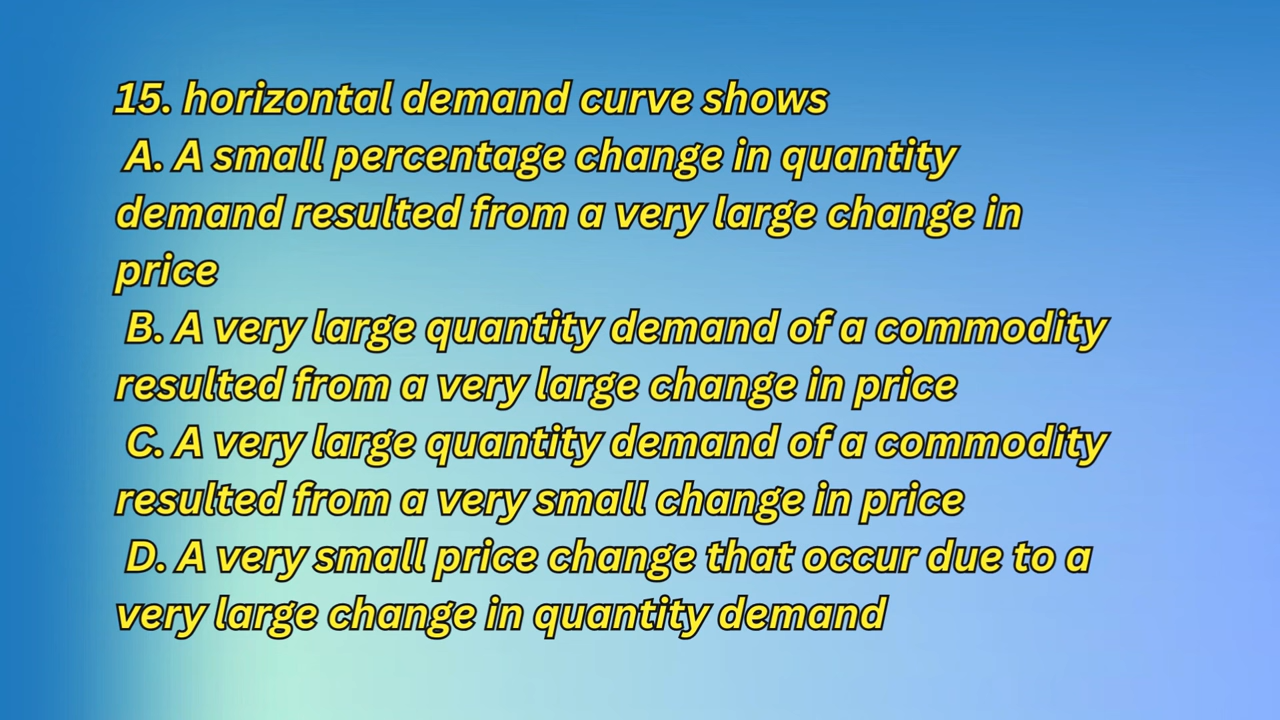 15. horizontal demand curve shows
A. A small percentage change in quantity
demand resulted from a very large change in
price
B. A very large quantity demand of a commodity
resulted from a very large change in price
C. A very large quantity demand of a commodity
resulted from a very small change in price
D. A very small price change that occur due to a
very large change in quantity demand